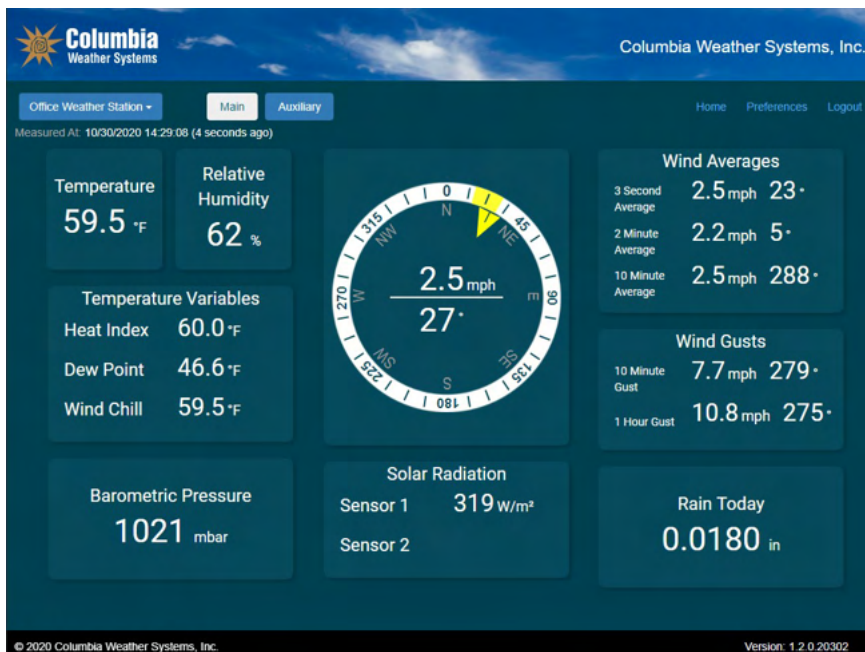 Columbia
Weather Systems
Columbia Weather Systems, Inc.
Office Weather Station
Main
Auxiliary
Home
Preferences
Logout
Measured At: 10/30/2020 14:29:08 (4 seconds ago)
Temperature
59.5 °F
Relative
Humidity
62 %
Temperature Variables
Heat Index 60.0 °F
Dew Point 46.6 °F
Wind Chill 59.5 °F
Barometric Pressure
1021 mbar
0
45
90
135
180
225
270
315
N
NE
E
SE
S
SW
W
NW
2.5 mph
27°
Solar Radiation
Sensor 1 319 W/m²
Sensor 2
Wind Averages
3 Second
Average
2.5 mph 23°
2 Minute
Average
2.2 mph 5°
10 Minute
Average
2.5 mph 288°
Wind Gusts
10 Minute
Gust
7.7 mph 279°
1 Hour Gust 10.8 mph 275°
Rain Today
0.0180 in
© 2020 Columbia Weather Systems, Inc.
Version: 1.2.0.20302